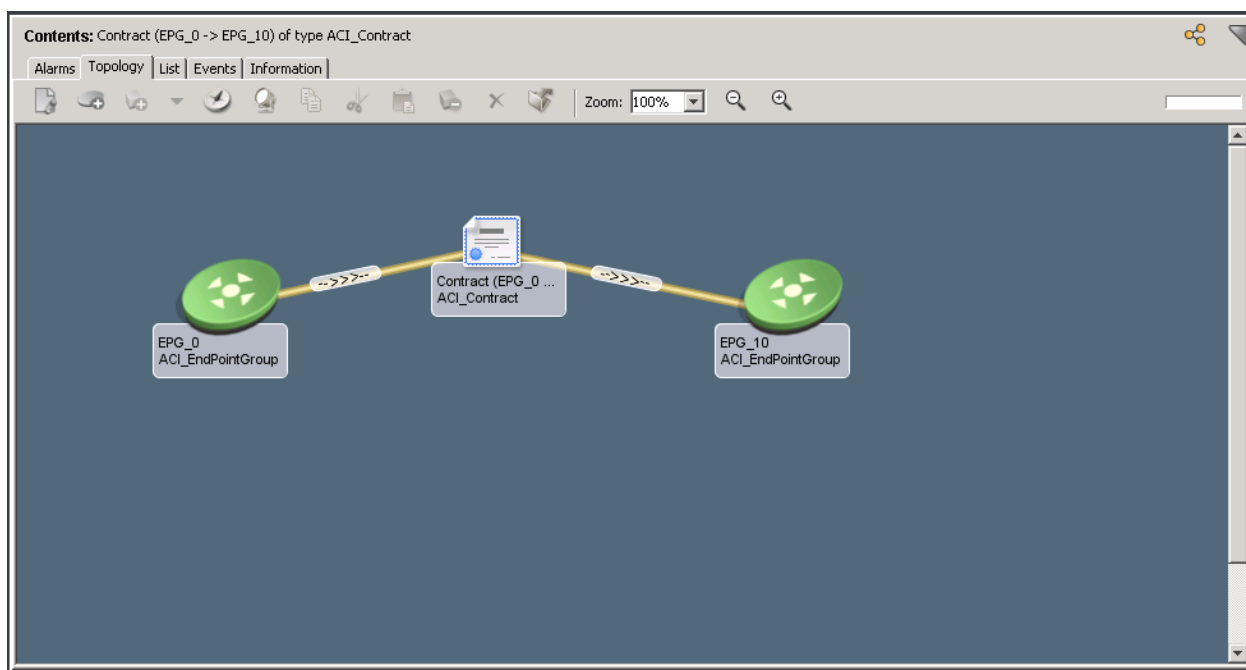 Contents: Contract (EPG_0 -> EPG_10) of type ACI_Contract
Alarms Topology List Events Information
Zoom: 100%
-->>>--
-->>>--
Contract (EPG_0 ...
ACI_Contract
EPG_0
ACI_EndPointGroup
EPG_10
ACI_EndPointGroup